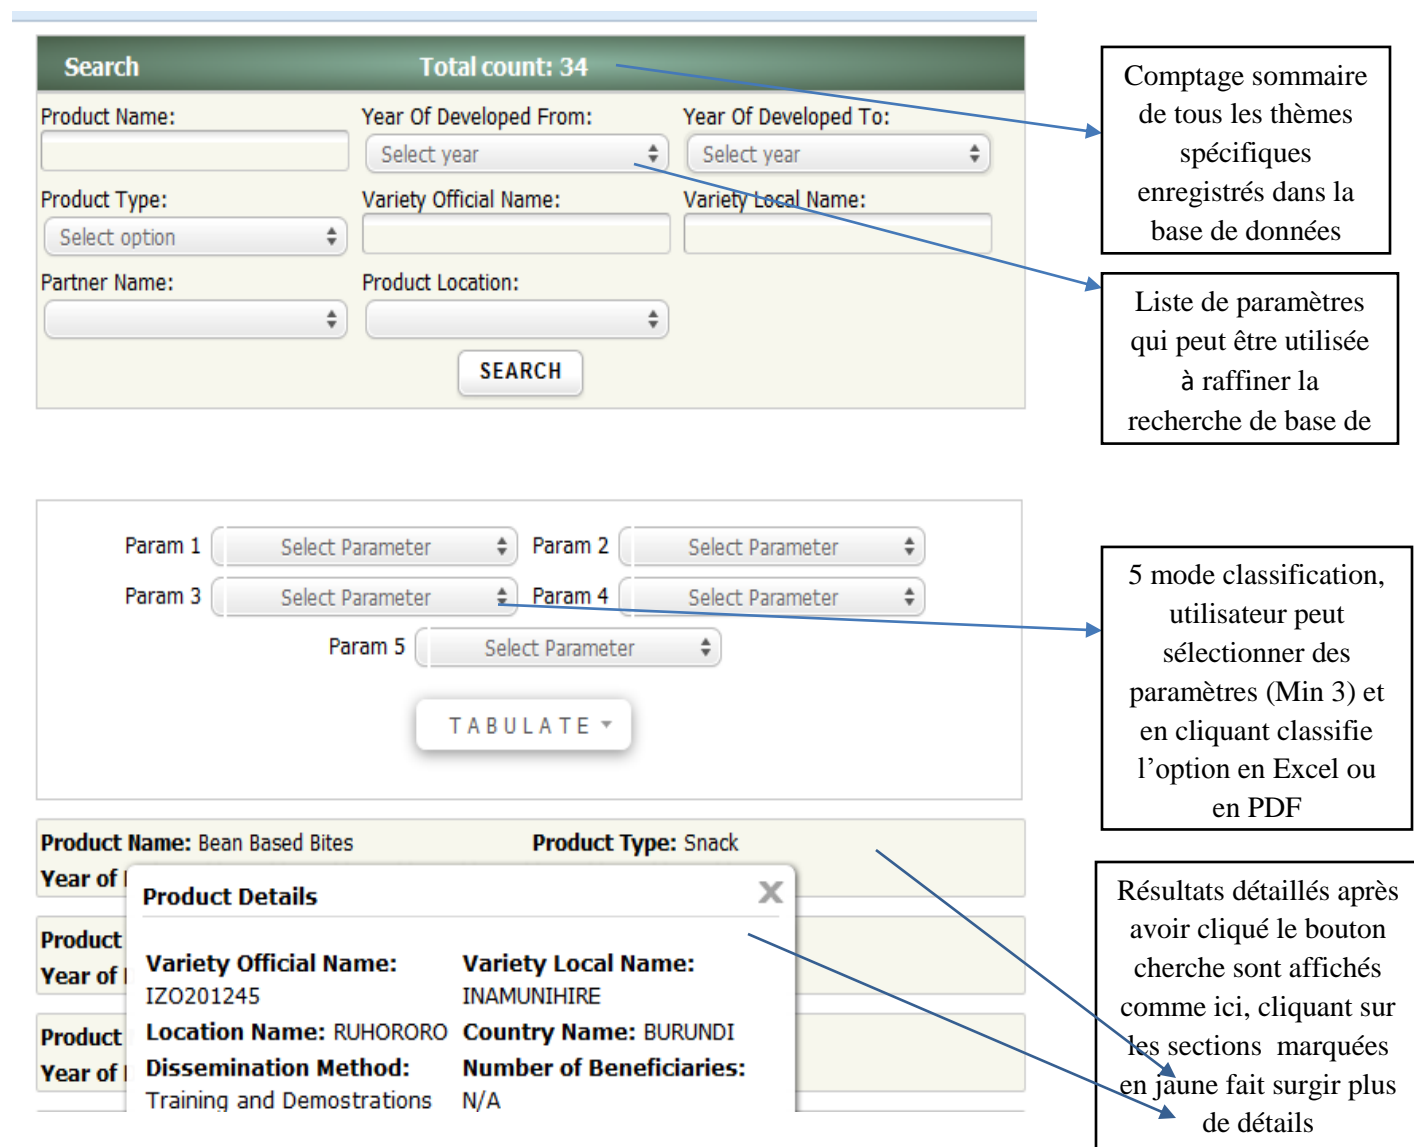 Search Total count: 34
Product Name: Year Of Developed From: Year Of Developed To:
Select year Select year
Product Type: Variety Official Name: Variety Local Name:
Select option
Partner Name: Product Location:
SEARCH
Comptage sommaire
de tous les thèmes
spécifiques
enregistrés dans la
base de données
Liste de paramètres
qui peut être utilisée
à raffiner la
recherche de base de
Param 1 Select Parameter Param 2 Select Parameter
Param 3 Select Parameter Param 4 Select Parameter
Param 5 Select Parameter
TABULATE
5 mode classification,
utilisateur peut
sélectionner des
paramètres (Min 3) et
en cliquant classifie
l’option en Excel ou
en PDF
Product Name: Bean Based Bites Product Type: Snack
Year of
Product Details X
Product
Year of
Variety Official Name: Variety Local Name:
IZO201245 INAMUNIHIRE
Product
Location Name: RUHORORO Country Name: BURUNDI
Year of
Dissemination Method: Number of Beneficiaries:
Training and Demostrations N/A
Résultats détaillés après
avoir cliqué le bouton
cherche sont affichés
comme ici, cliquant sur
les sections marquées
en jaune fait surgir plus
de détails